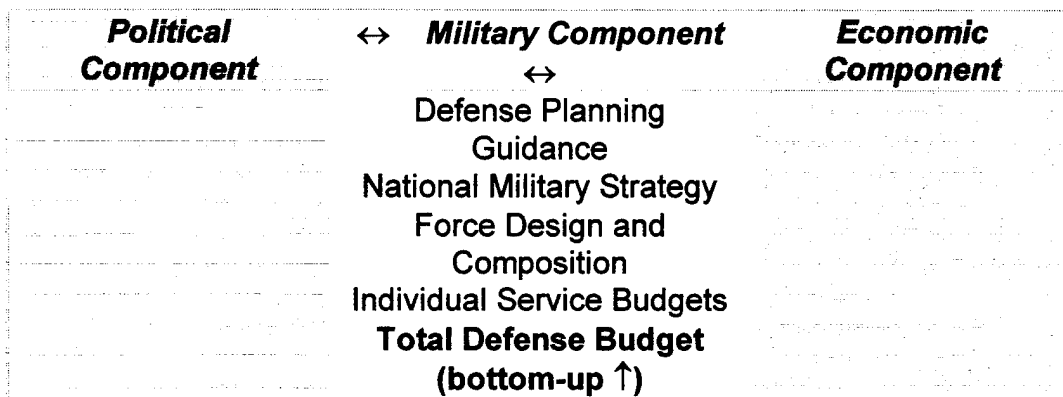 Political ↔ Military Component Economic
Component ↔ Component
Defense Planning
Guidance
National Military Strategy
Force Design and
Composition
Individual Service Budgets
Total Defense Budget
(bottom-up ↑)